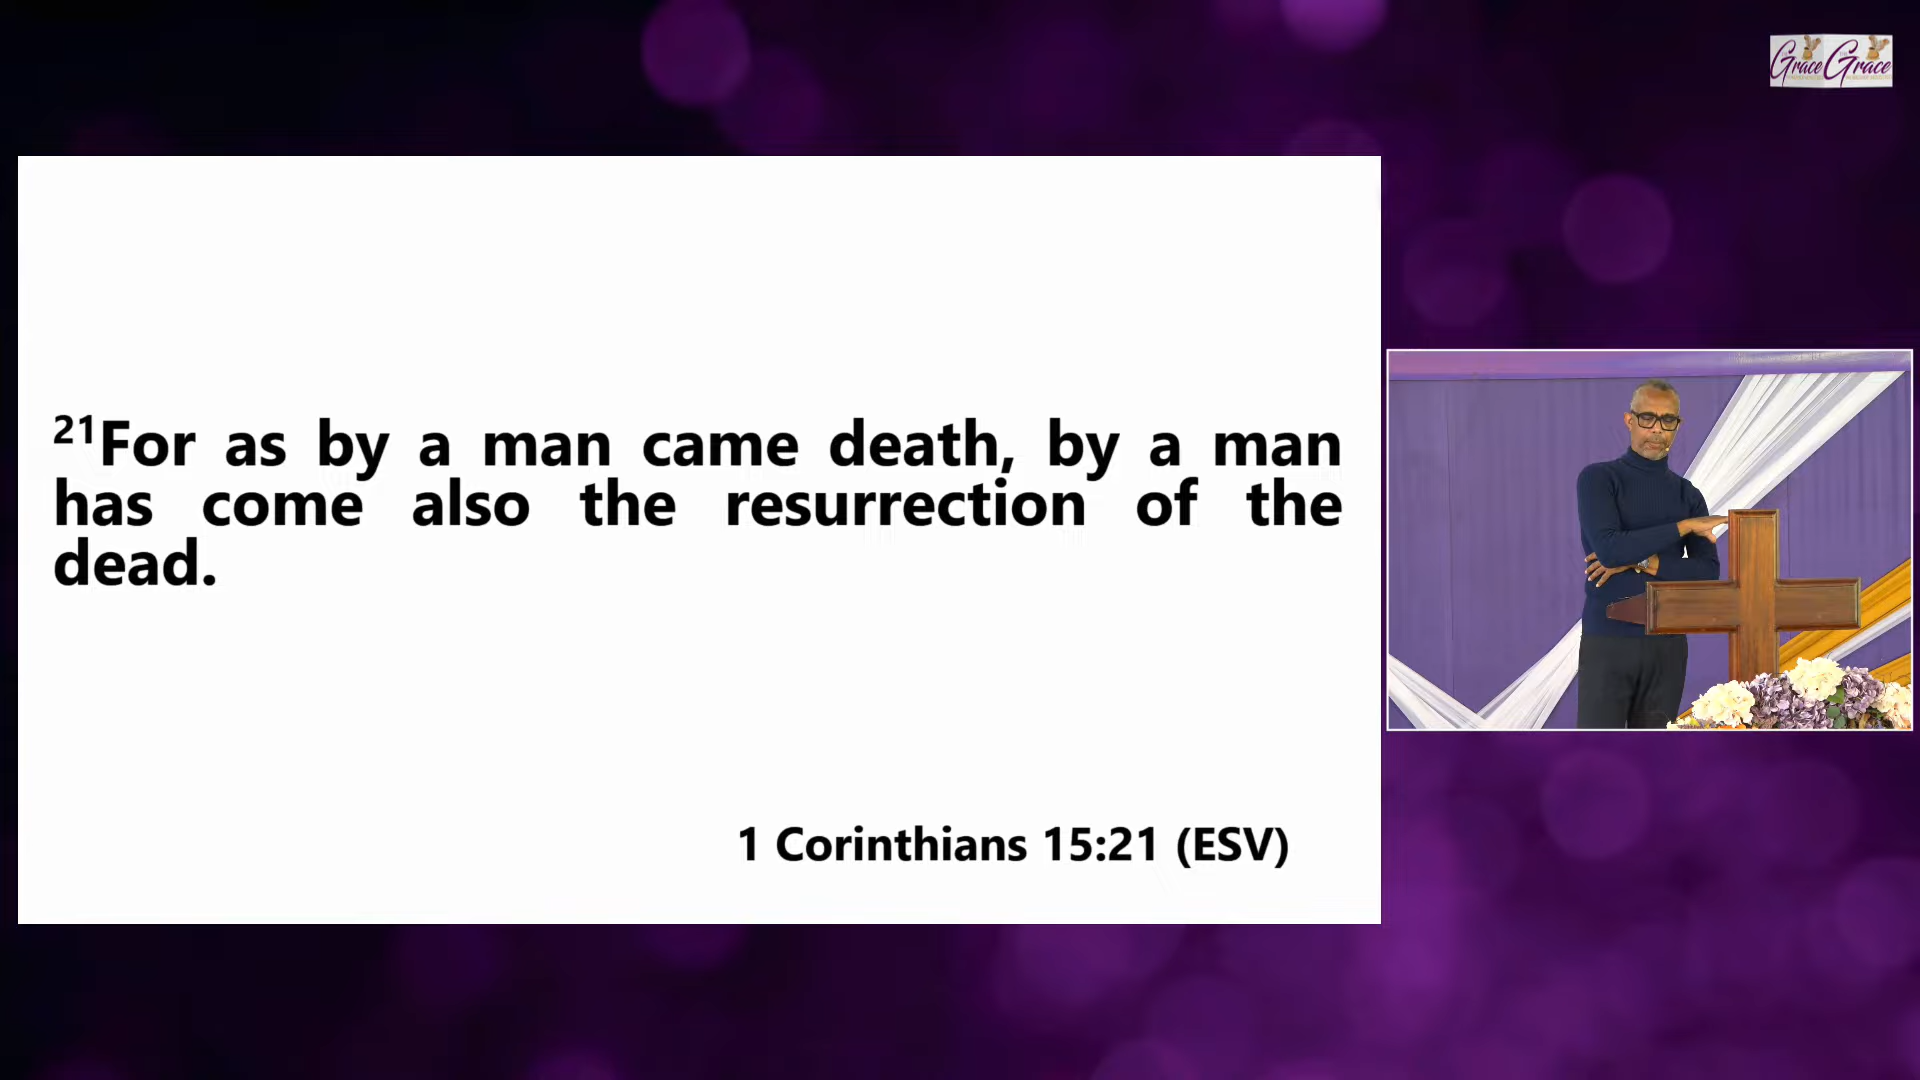 Grace Grace
²¹For as by a man came death, by a man
has come also the resurrection of the
dead.
1 Corinthians 15:21 (ESV)